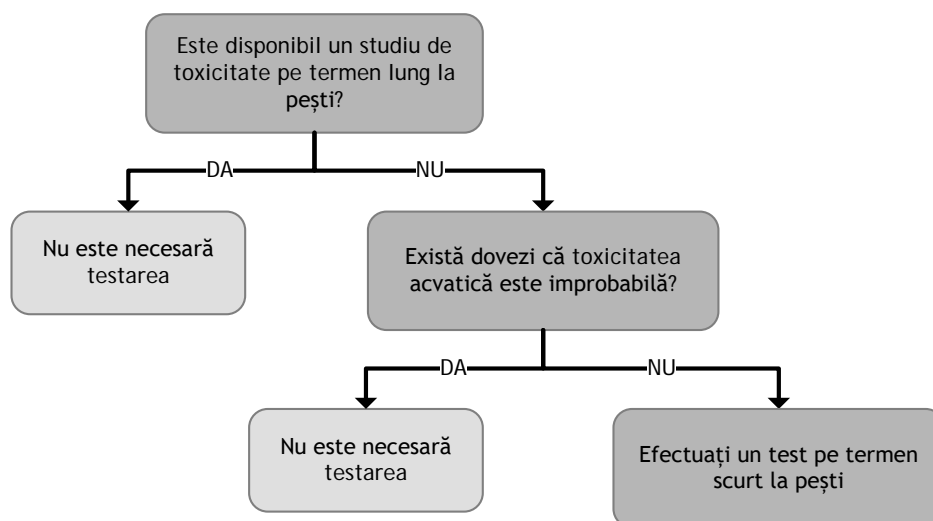 Este disponibil un studiu de
toxicitate pe termen lung la
pești?
DA
NU
Nu este necesară
testarea
Există dovezi că toxicitatea
acvatică este improbabilă?
DA
NU
Nu este necesară
testarea
Efectuați un test pe termen
scurt la pești